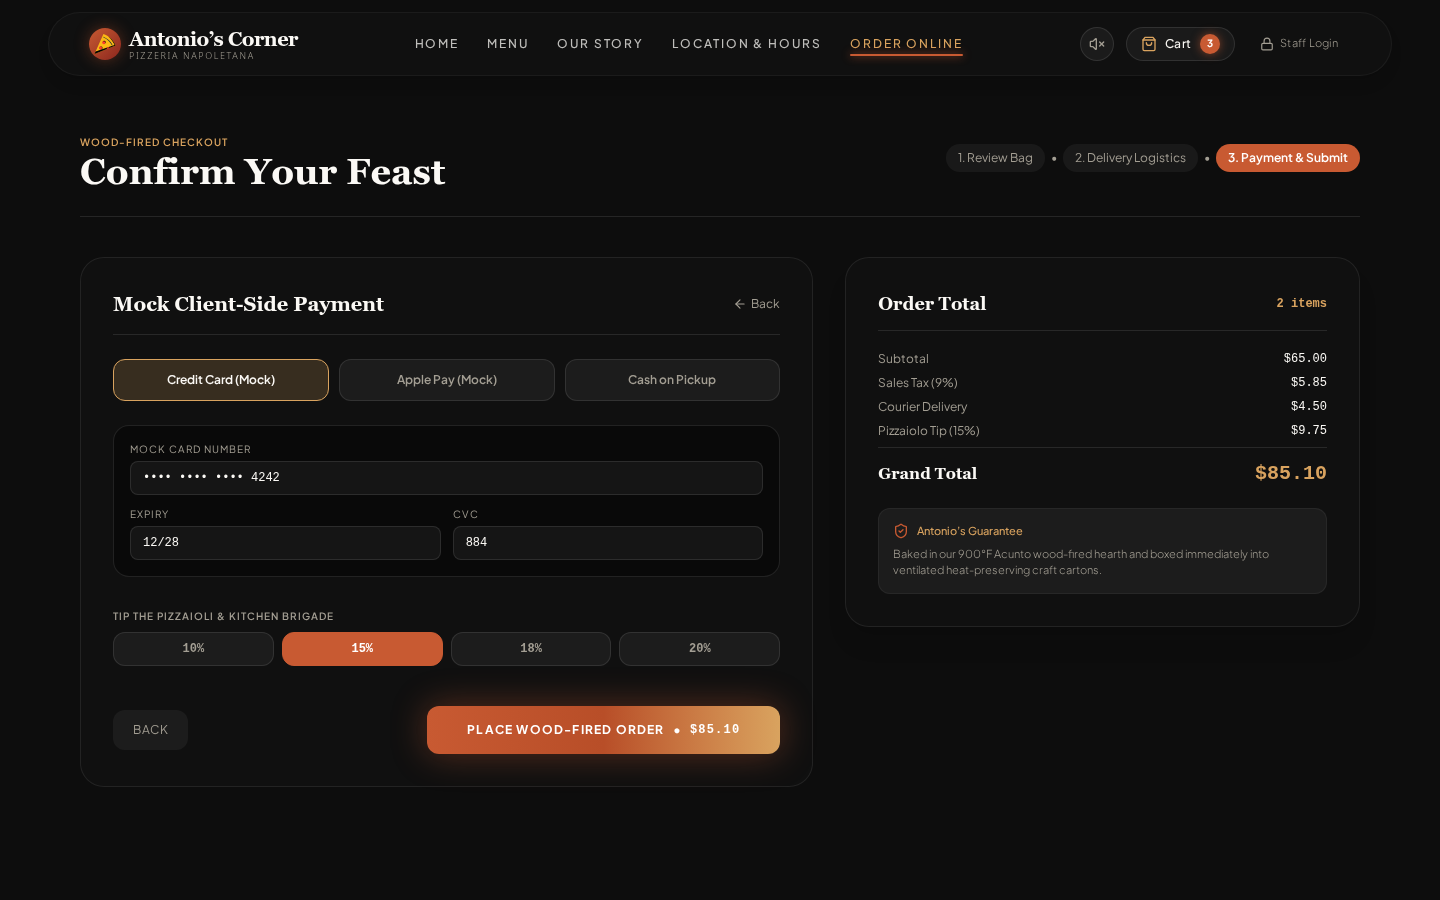 Antonio's Corner
PIZZERIA NAPOLETANA
HOME
MENU
OUR STORY
LOCATION & HOURS
ORDER ONLINE
Cart
3
Staff Login
WOOD-FIRED CHECKOUT
Confirm Your Feast
1. Review Bag • 2. Delivery Logistics • 3. Payment & Submit
Mock Client-Side Payment
Back
Credit Card (Mock)
Apple Pay (Mock)
Cash on Pickup
MOCK CARD NUMBER
•••• •••• •••• 4242
EXPIRY
CVC
12/28
884
TIP THE PIZZAIOLI & KITCHEN BRIGADE
10%
15%
18%
20%
BACK
PLACE WOOD-FIRED ORDER • $85.10
Order Total
2 items
Subtotal $65.00
Sales Tax (9%) $5.85
Courier Delivery $4.50
Pizzaiolo Tip (15%) $9.75
Grand Total $85.10
Antonio's Guarantee
Baked in our 900°F Acunto wood-fired hearth and boxed immediately into
ventilated heat-preserving craft cartons.